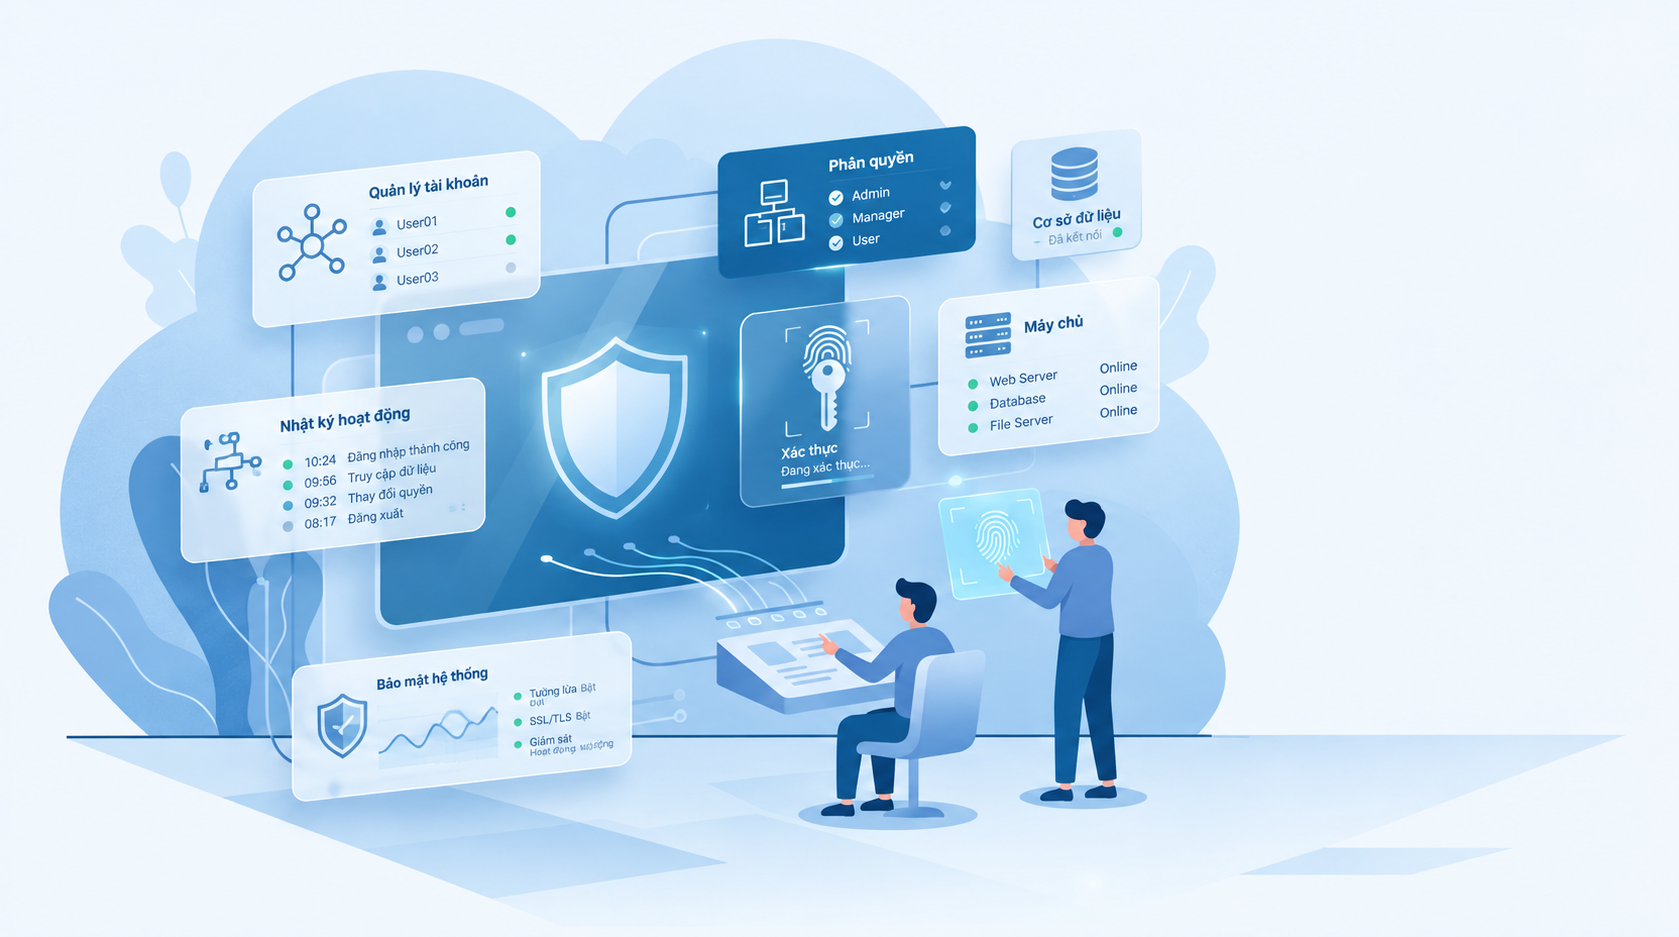 Quản lý tài khoản
User01
User02
User03
Phân quyền
Admin
Manager
User
Cơ sở dữ liệu
Đã kết nối
Máy chủ
Web Server Online
Database Online
File Server Online
Nhật ký hoạt động
10:24 Đăng nhập thành công
09:56 Truy cập dữ liệu
09:32 Thay đổi quyền
08:17 Đăng xuất
Xác thực
Đang xác thực...
Bảo mật hệ thống
Tường lửa Bật
SSL/TLS Bật
Giám sát
Hoạt động